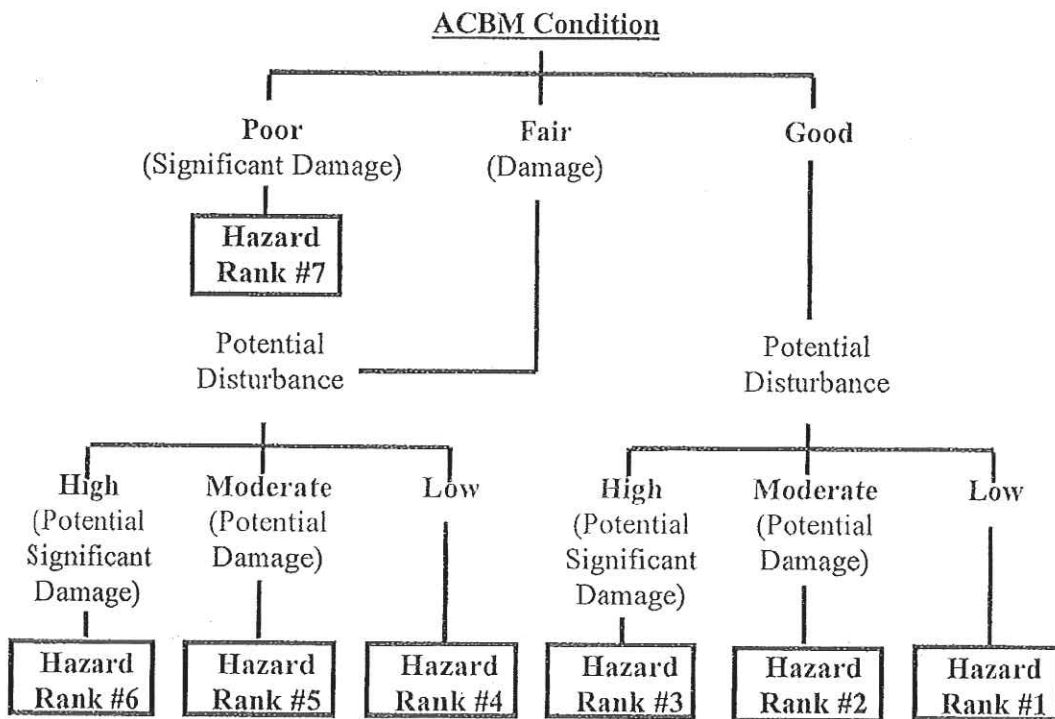 ACBM Condition
Poor
(Significant Damage)
Fair
(Damage)
Good
Hazard
Rank #7
Potential
Disturbance
Potential
Disturbance
High
(Potential
Significant
Damage)
Moderate
(Potential
Damage)
Low
High
(Potential
Significant
Damage)
Moderate
(Potential
Damage)
Low
Hazard
Rank #6
Hazard
Rank #5
Hazard
Rank #4
Hazard
Rank #3
Hazard
Rank #2
Hazard
Rank #1